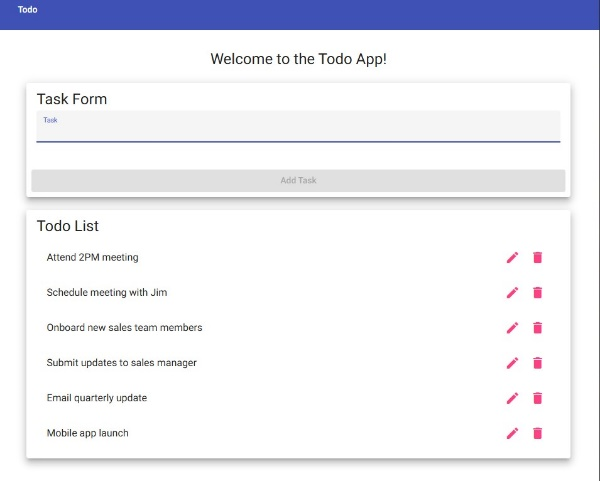 Todo
Welcome to the Todo App!
Task Form
Task
Add Task
Todo List
Attend 2PM meeting
Schedule meeting with Jim
Onboard new sales team members
Submit updates to sales manager
Email quarterly update
Mobile app launch